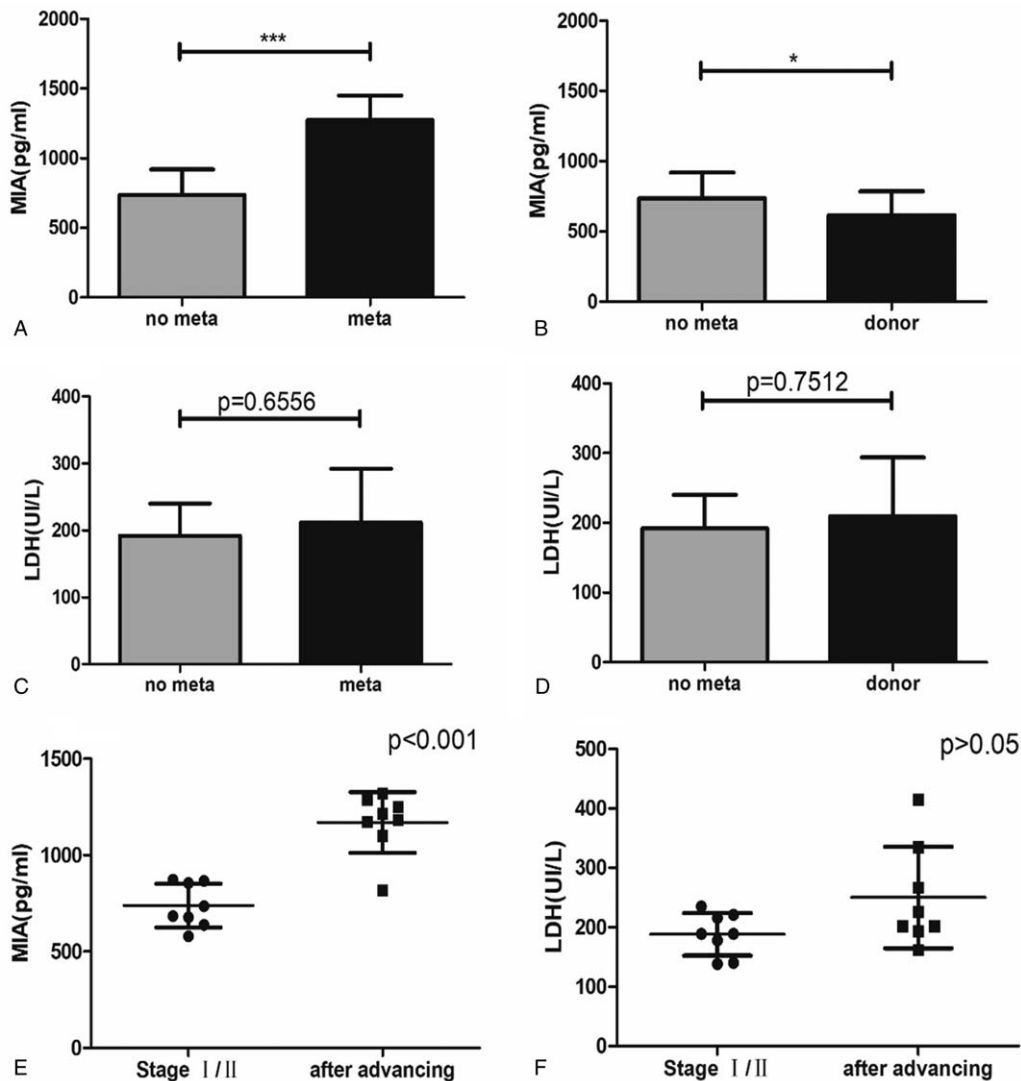 2000
1500
1000
500
0
MIA(pg/ml)
***
no meta
meta
A
2000
1500
1000
500
0
MIA(pg/ml)
*
no meta
donor
B
400
300
200
100
0
LDH(UI/L)
p=0.6556
no meta
meta
C
400
300
200
100
0
LDH(UI/L)
p=0.7512
no meta
donor
D
1500
1000
500
0
MIA(pg/ml)
p<0.001
Stage Ⅰ/Ⅱ
after advancing
E
500
400
300
200
100
0
LDH(UI/L)
p>0.05
Stage Ⅰ/Ⅱ
after advancing
F